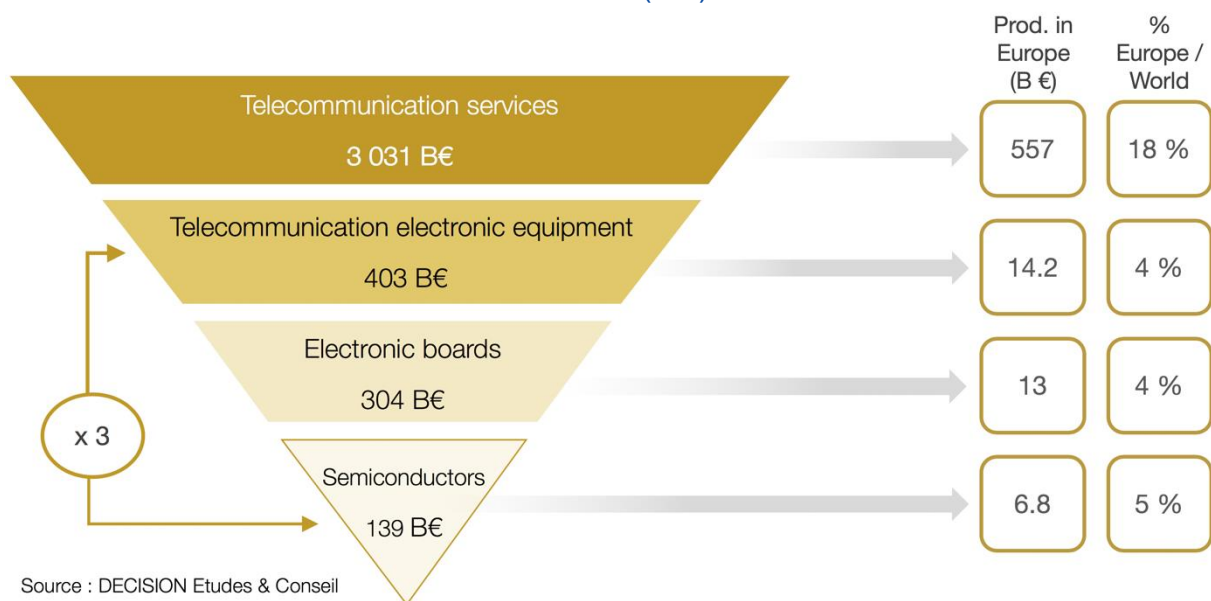 Prod. in
Europe
(B €)
%
Europe /
World
Telecommunication services
3 031 B€
557
18 %
Telecommunication electronic equipment
403 B€
14.2
4 %
Electronic boards
304 B€
13
4 %
x 3
Semiconductors
139 B€
6.8
5 %
Source : DECISION Etudes & Conseil